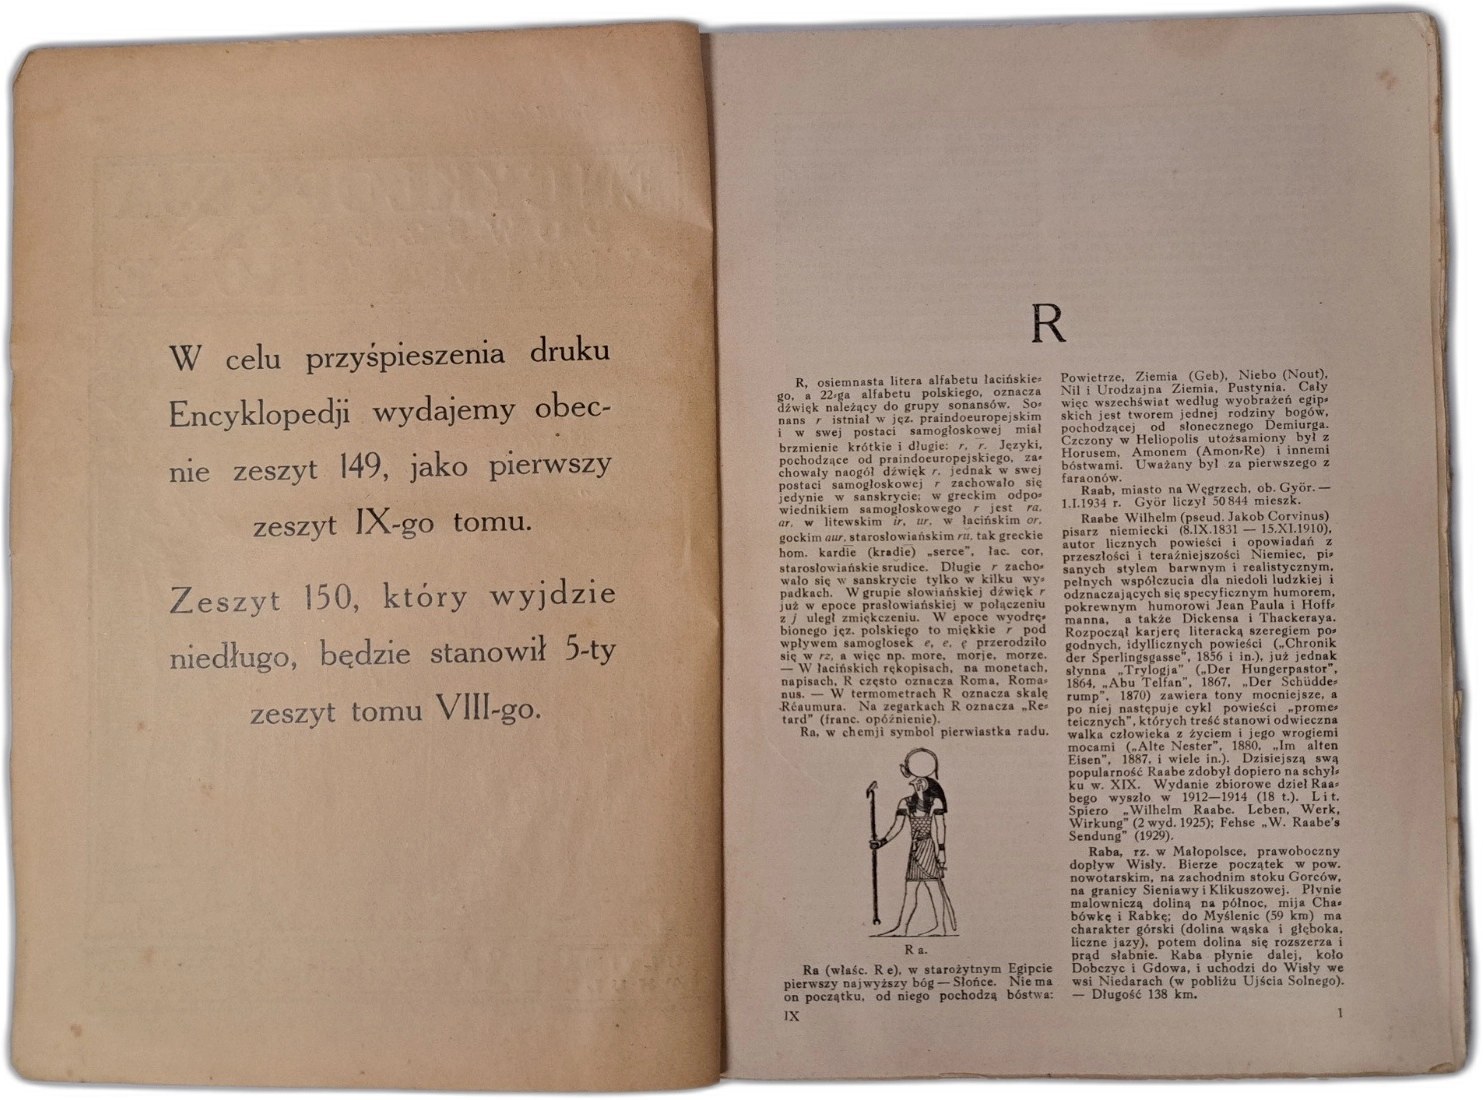 W celu przyśpieszenia druku
Encyklopedji wydajemy obec-
nie zeszyt 149, jako pierwszy
zeszyt IX-go tomu.
Zeszyt 150, który wyjdzie
niedługo, będzie stanowił 5-ty
zeszyt tomu VIII-go.
R
R, osiemnasta litera alfabetu łacińskie-
go, a 22-ga alfabetu polskiego, oznacza
dźwięk należący do grupy sonansów. So-
nans r istniał w jęz. praindoeuropejskim
i w swej postaci samogłoskowej miał
brzmienie krótkie i długie: r, r. Języki,
pochodzące od praindoeuropejskiego, za-
chowały naogół dźwięk r, jednak w swej
postaci samogłoskowej r zachowało się
jedynie w sanskrycie; w greckim odpo-
wiednikiem samogłoskowego r jest ra,
ar, w litewskim ir, ur, w łacińskim or,
gockim aur, starosłowiańskim rŭ, tak greckie
hom. kardie (kradie) „serce", łac. cor,
starosłowiańskie srudice. Długie r zacho-
wało się w sanskrycie tylko w kilku wy-
padkach. W grupie słowiańskiej dźwięk r
już w epoce prasłowiańskiej w połączeniu
z j uległ zmiękczeniu. W epoce wyodrę-
bionego jęz. polskiego to miękkie r pod
wpływem samogłosek e, e, ę przerodziło
się w rz, a więc np. more, morje, morze.
— W łacińskich rękopisach, na monetach,
napisach, R często oznacza Roma, Roma-
nus. — W termometrach R oznacza skalę
Réaumura. Na zegarkach R oznacza „Re-
tard" (franc. opóźnienie).
Ra, w chemji symbol pierwiastka radu.
Ra.
Ra (właśc. Re), w starożytnym Egipcie
pierwszy najwyższy bóg — Słońce. Nie ma
on początku, od niego pochodzą bóstwa:
Powietrze, Ziemia (Geb), Niebo (Nout),
Nil i Urodzajna Ziemia, Pustynia. Cały
więc wszechświat według wyobrażeń egip-
skich jest tworem jednej rodziny bogów,
pochodzącej od słonecznego Demiurga.
Czczony w Heliopolis utożsamiony był z
Horusem, Amonem (Amon-Re) i innemi
bóstwami. Uważany był za pierwszego z
faraonów.
Raab, miasto na Węgrzech, ob. Györ. —
1.I.1934 r. Györ liczył 50 844 mieszk.
Raabe Wilhelm (pseud. Jakob Corvinus)
pisarz niemiecki (8.IX.1831 — 15.XI.1910),
autor licznych powieści i opowiadań z
przeszłości i teraźniejszości Niemiec, pi-
sanych stylem barwnym i realistycznym,
pełnych współczucia dla niedoli ludzkiej i
odznaczających się specyficznym humorem,
pokrewnym humorowi Jean Paula i Hoff-
manna, a także Dickensa i Thackeraya.
Rozpoczął karjerę literacką szeregiem po-
godnych, idyllicznych powieści („Chronik
der Sperlingsgasse", 1856 i in.), już jednak
słynna „Trylogja" („Der Hungerpastor",
1864, „Abu Telfan", 1867, „Der Schüdde-
rump", 1870) zawiera tony mocniejsze, a
po niej następuje cykl powieści „prome-
teicznych", których treść stanowi odwieczna
walka człowieka z życiem i jego wrogiemi
mocami („Alte Nester", 1880, „Im alten
Eisen", 1887, i wiele in.). Dzisiejszą swą
popularność Raabe zdobył dopiero na schył-
ku w. XIX. Wydanie zbiorowe dzieł Raa-
bego wyszło w 1912—1914 (18 t.). Lit.
Spiero „Wilhelm Raabe. Leben, Werk,
Wirkung" (2 wyd. 1925); Fehse „W. Raabe's
Sendung" (1929).
Raba, rz. w Małopolsce, prawoboczny
dopływ Wisły. Bierze początek w pow.
nowotarskim, na zachodnim stoku Gorców,
na granicy Sieniawy i Klikuszowej. Płynie
malowniczą doliną na północ, mija Cha-
bówkę i Rabkę; do Myślenic (59 km) ma
charakter górski (dolina wąska i głęboka,
liczne jazy), potem dolina się rozszerza i
prąd słabnie. Raba płynie dalej, koło
Dobczyc i Gdowa, i uchodzi do Wisły we
wsi Niedarach (w pobliżu Ujścia Solnego).
— Długość 138 km.
IX
1